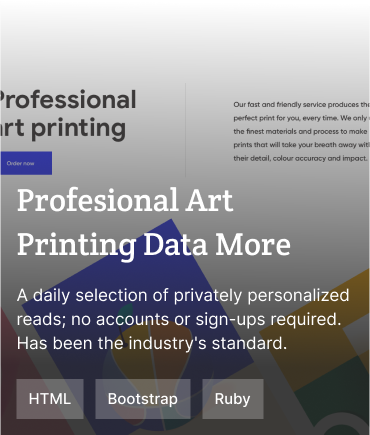 Professional
art printing
Our fast and friendly service produces the
perfect print for you, every time. We only
the finest materials and process to make
prints that will take your breath away with
their detail, colour accuracy and impact.
Order now
Profesional Art
Printing Data More
A daily selection of privately personalized
reads; no accounts or sign-ups required.
Has been the industry's standard.
HTML
Bootstrap
Ruby